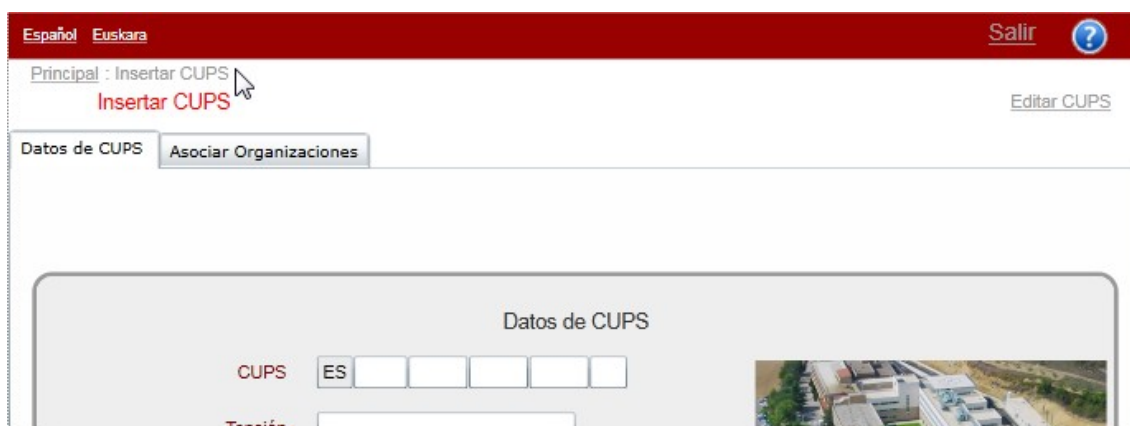 Español Euskara Salir ?
Principal : Insertar CUPS
Insertar CUPS Editar CUPS
Datos de CUPS Asociar Organizaciones
Datos de CUPS
CUPS ES
Tensión